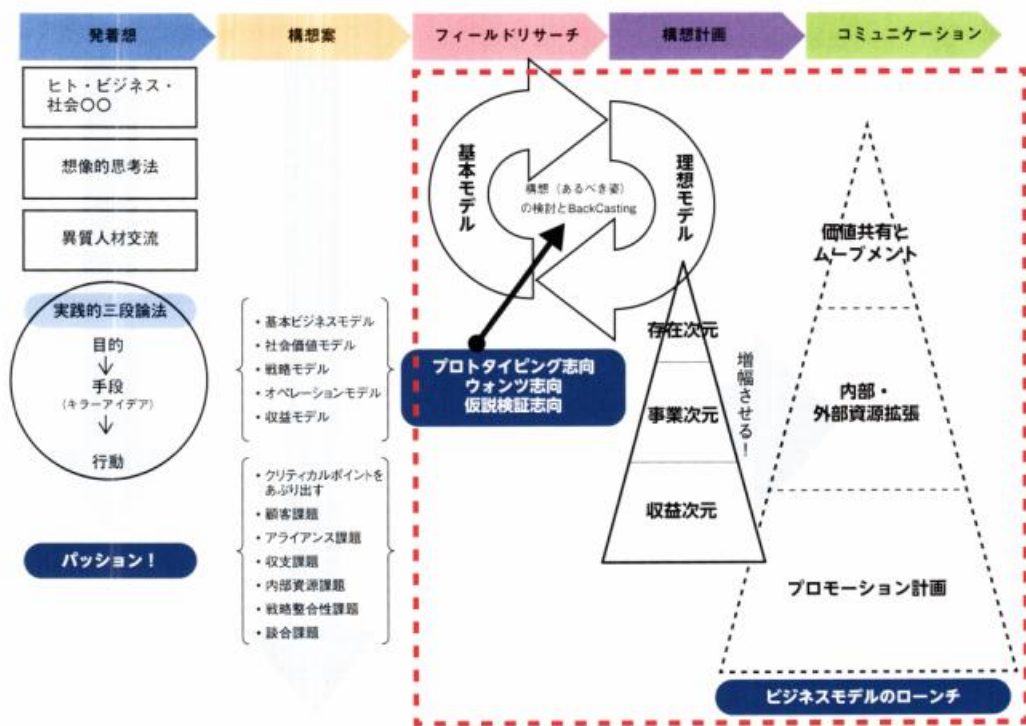 発着想
構想案
フィールドリサーチ
構想計画
コミュニケーション
ヒト・ビジネス・
社会〇〇
想像的思考法
異質人材交流
実践的三段論法
目的
手段
(キラーアイデア)
行動
パッション！
・基本ビジネスモデル
・社会価値モデル
・戦略モデル
・オペレーションモデル
・収益モデル
・クリティカルポイントを
あぶり出す
・顧客課題
・アライアンス課題
・収支課題
・内部資源課題
・戦略整合性課題
・談合課題
基本モデル
構想（あるべき姿）
の検討とBackCasting
理想モデル
プロトタイピング志向
ウォンツ志向
仮説検証志向
存在次元
事業次元
収益次元
増幅させる！
価値共有と
ムーブメント
内部・
外部資源拡張
プロモーション計画
ビジネスモデルのローンチ